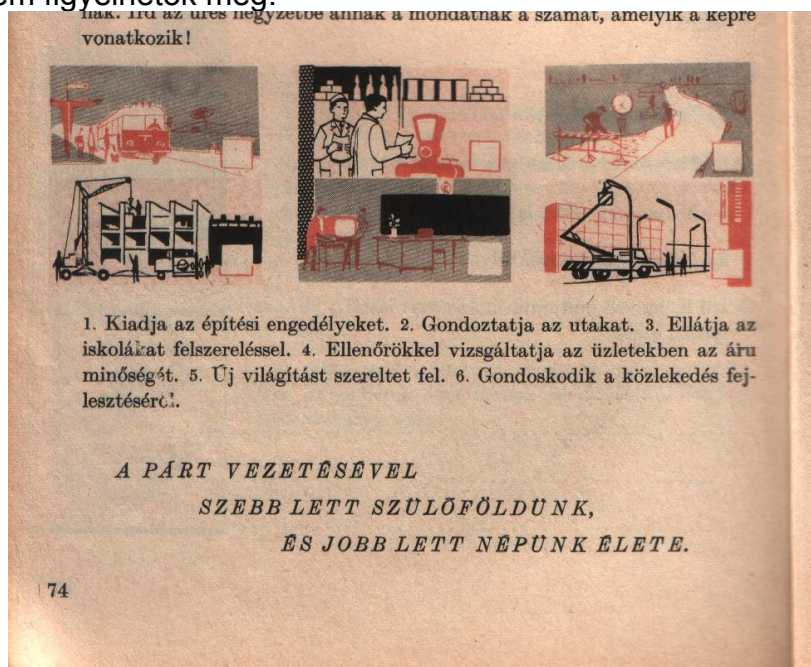 figyelhetők meg.
nak. Írd az üres négyzetbe annak a mondatnak a számát, amelyik a képre
vonatkozik!
1. Kiadja az építési engedélyeket. 2. Gondoztatja az utakat. 3. Ellátja az
iskolákat felszereléssel. 4. Ellenőrökkel vizsgáltatja az üzletekben az áru
minőségét. 5. Új világítást szereltet fel. 6. Gondoskodik a közlekedés fej-
lesztéséről.
A PÁRT VEZETÉSÉVEL
SZEBB LETT SZÜLŐFÖLDÜNK,
ÉS JOBB LETT NÉPÜNK ÉLETE.
74